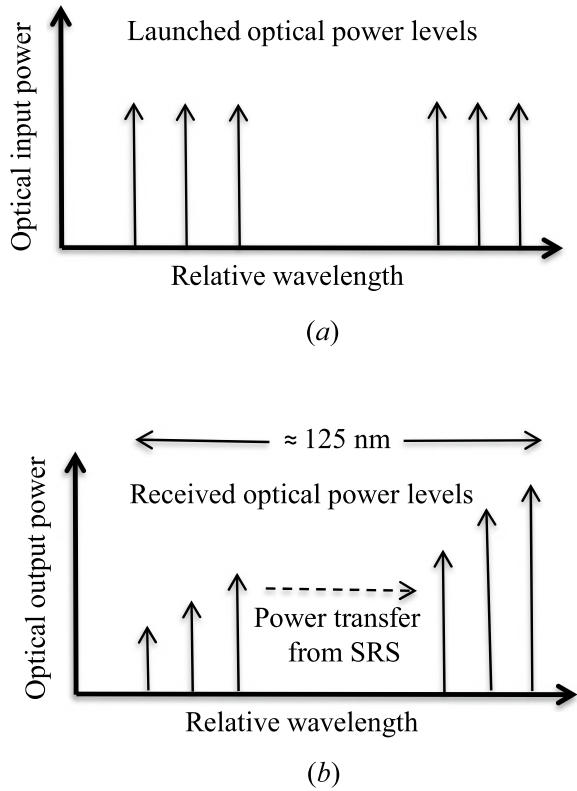 Launched optical power levels
Optical input power
Relative wavelength
(a)
≈ 125 nm
Received optical power levels
Optical output power
Power transfer
from SRS
Relative wavelength
(b)